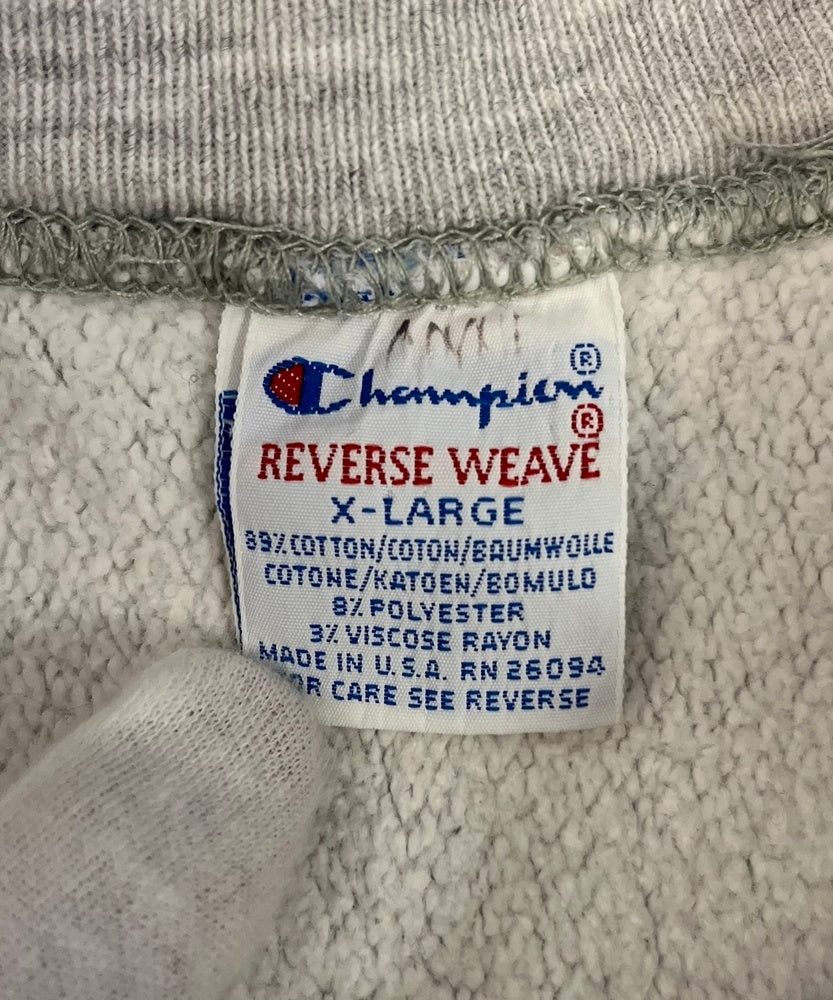 Champion®
REVERSE WEAVE®
X-LARGE
89% COTTON/COTON/BAUMWOLLE
COTONE/KATOEN/BOMULD
8% POLYESTER
3% VISCOSE RAYON
MADE IN U.S.A. RN 26094
CARE SEE REVERSE